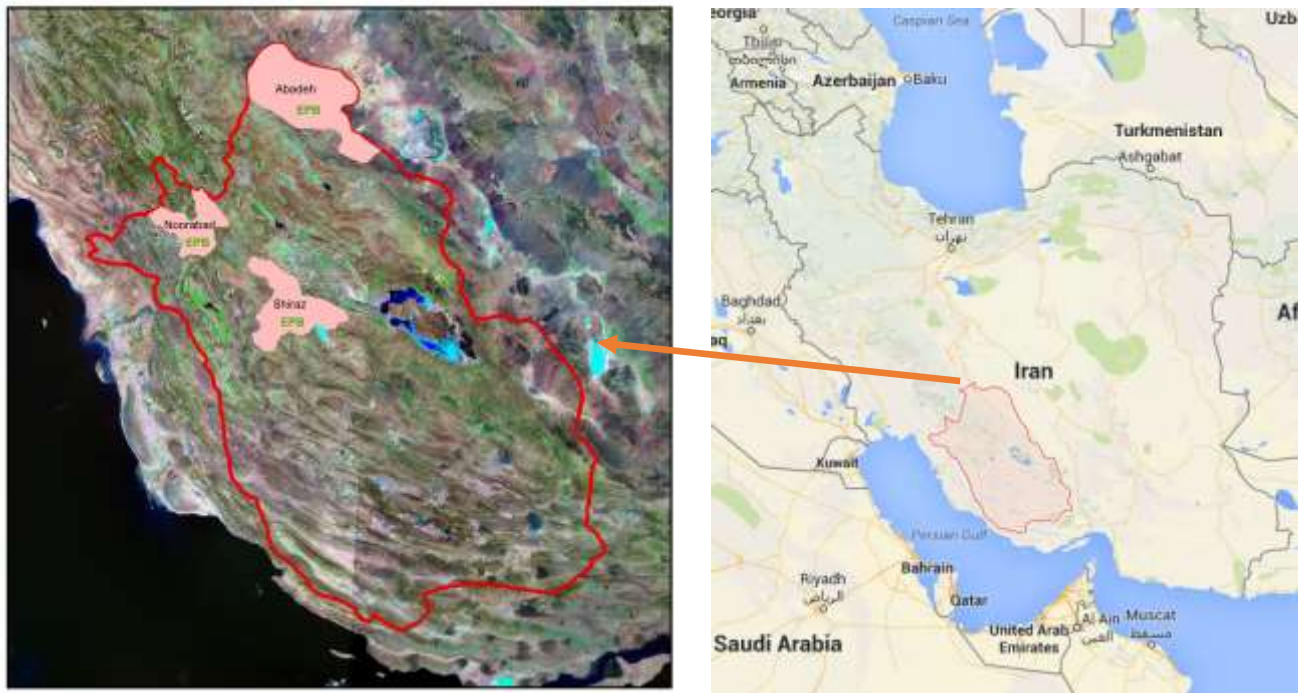 Abadeh
EPB
Noorabad
EPB
Shiraz
EPB
eorgia
Caspian Sea
Uzb
Tbilisi
თბილისი
Armenia
Azerbaijan
Baku
Turkmenistan
Ashgabat
Tehran
تهران
Baghdad
بغداد
Af
aq
Iran
Kuwait
Persian Gulf
Bahrain
Riyadh
الرياض
Qatar
United Arab
Emirates
Al Ain
العين
Muscat
مسقط
Saudi Arabia